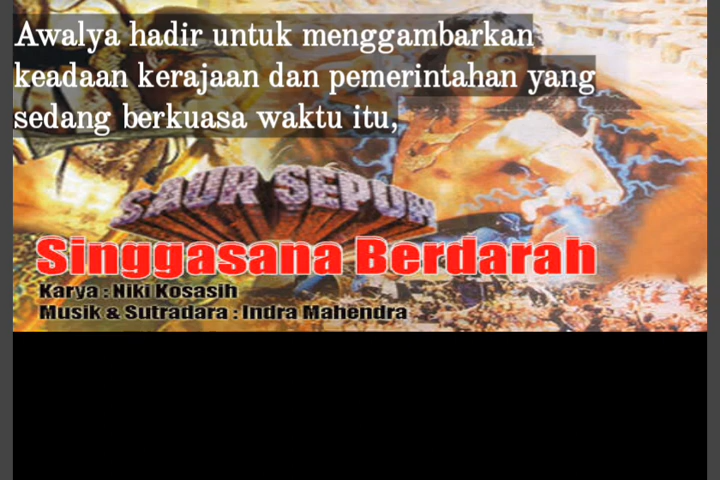 Awalya hadir untuk menggambarkan
keadaan kerajaan dan pemerintahan yang
sedang berkuasa waktu itu,
SAUR SEPUH
Singgasana Berdarah
Karya : Niki Kosasih
Musik & Sutradara : Indra Mahendra